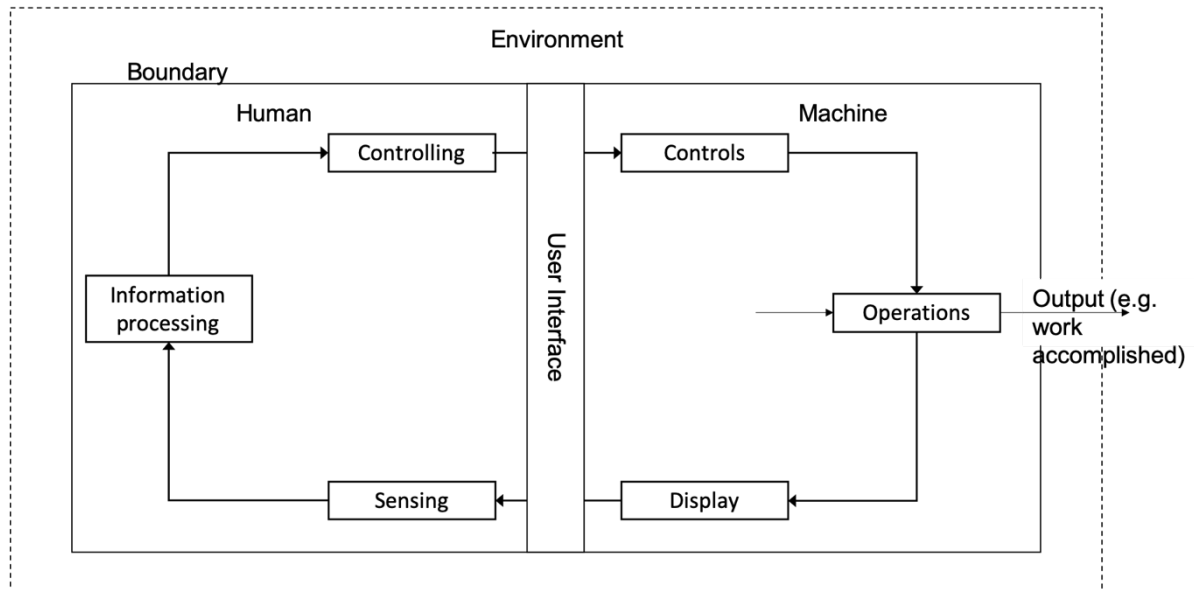 Environment
Boundary
Human
Machine
Controlling
Controls
User Interface
Information
processing
Operations
Output (e.g.
work
accomplished)
Sensing
Display